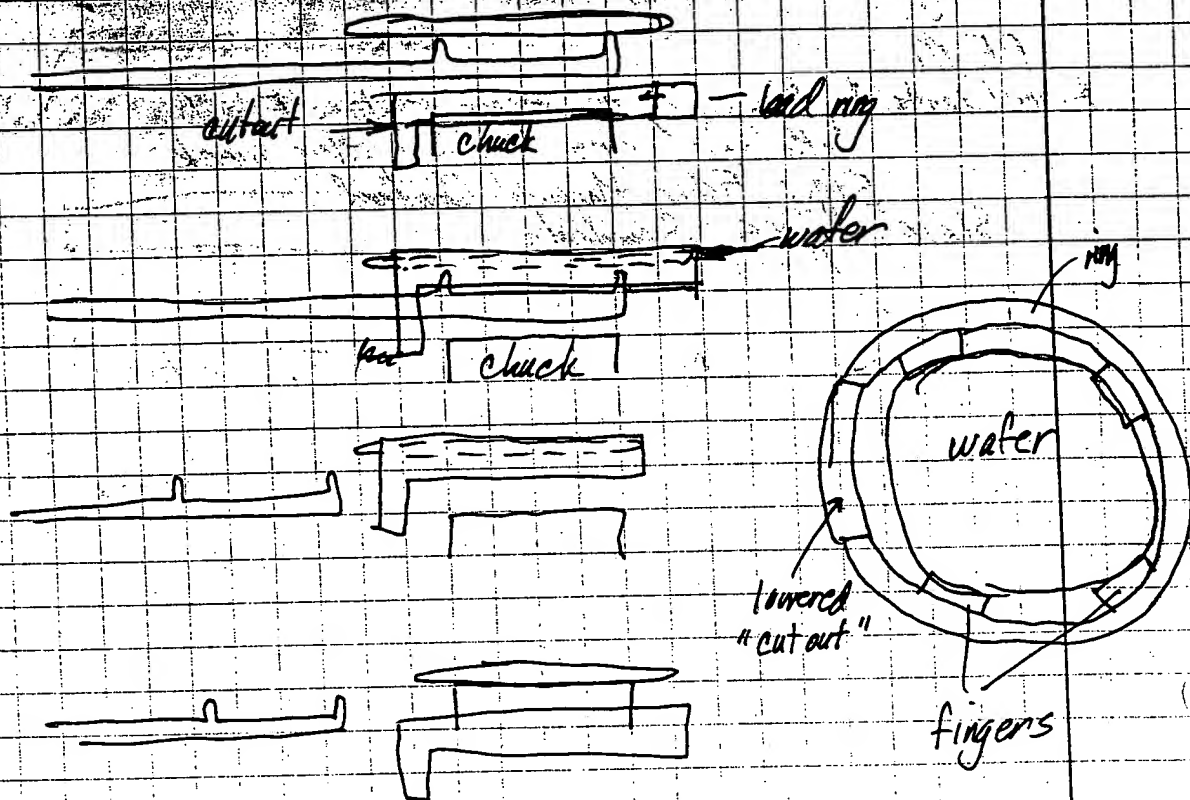 cutout
chuck
load ring
wafer
ring
chuck
wafer
lowered
"cut out"
fingers